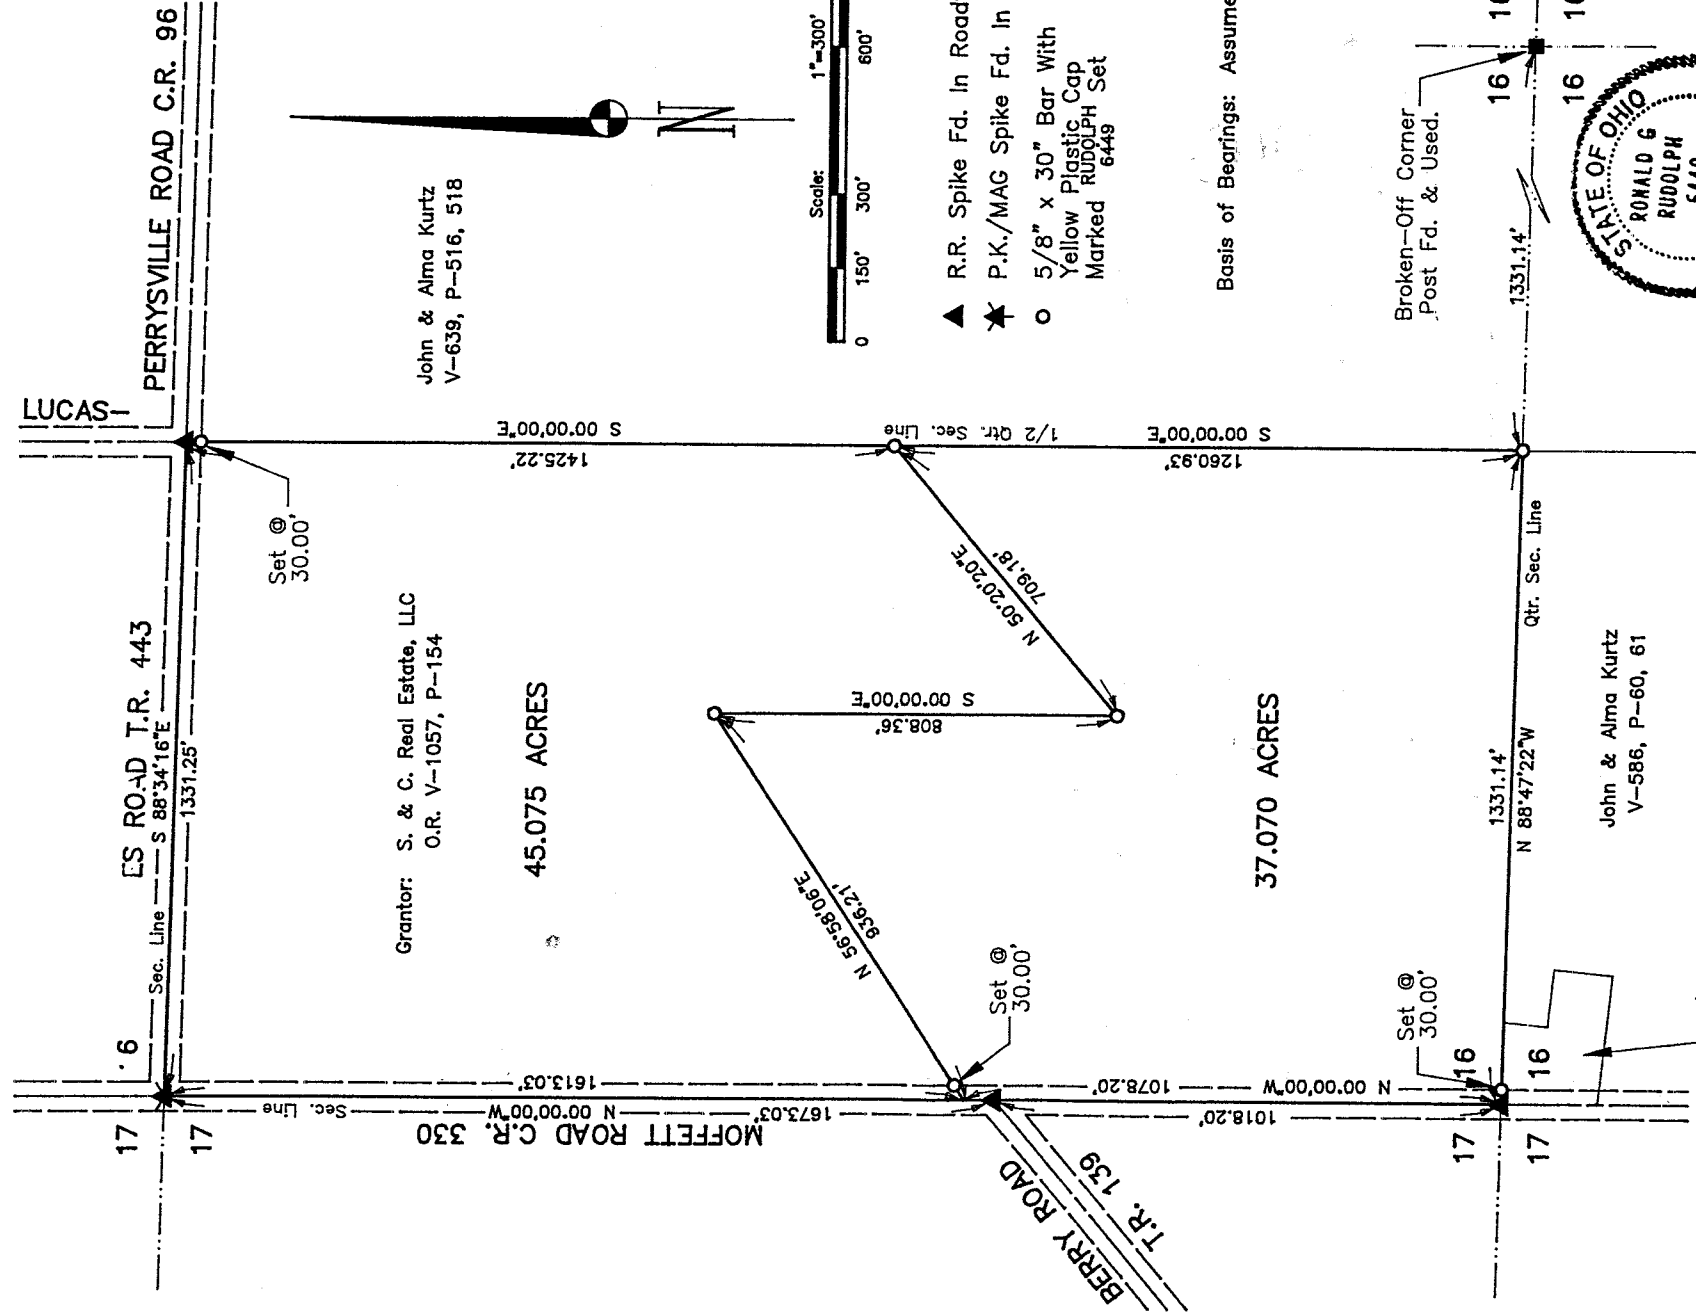 LUCAS-
PERRYSVILLE ROAD C.R. 96
ES ROAD T.R. 443
Sec. Line
S 88°34'16"E
1331.25'
6
17
17
Set @
30.00'
John & Alma Kurtz
V-639, P-516, 518
Grantor: S. & C. Real Estate, LLC
O.R. V-1057, P-154
45.075 ACRES
S 00°00'00"E
1425.22'
1/2 Qtr. Sec. Line
S 00°00'00"E
1260.93'
N 50°20'20"E
709.18'
S 00°00'00"E
808.36'
N 56°58'06"E
936.21'
Sec. Line
1613.03'
N 00°00'00"W
1673.03'
MOFFETT ROAD C.R. 330
Set @
30.00'
1078.20'
N 00°00'00"W
1018.20'
BERRY ROAD
T.R. 139
37.070 ACRES
Set @
30.00'
16
16
17
17
1331.14'
N 88°47'22"W
Qtr. Sec. Line
John & Alma Kurtz
V-586, P-60, 61
N
Scale: 1"=300'
0 150' 300' 600'
R.R. Spike Fd. In Road
P.K./MAG Spike Fd. In
5/8" x 30" Bar With
Yellow Plastic Cap
Marked RUDOLPH Set
6449
Basis of Bearings: Assume
Broken-Off Corner
Post Fd. & Used.
1331.14'
16
16
16
16
STATE OF OHIO
RONALD G
RUDOLPH